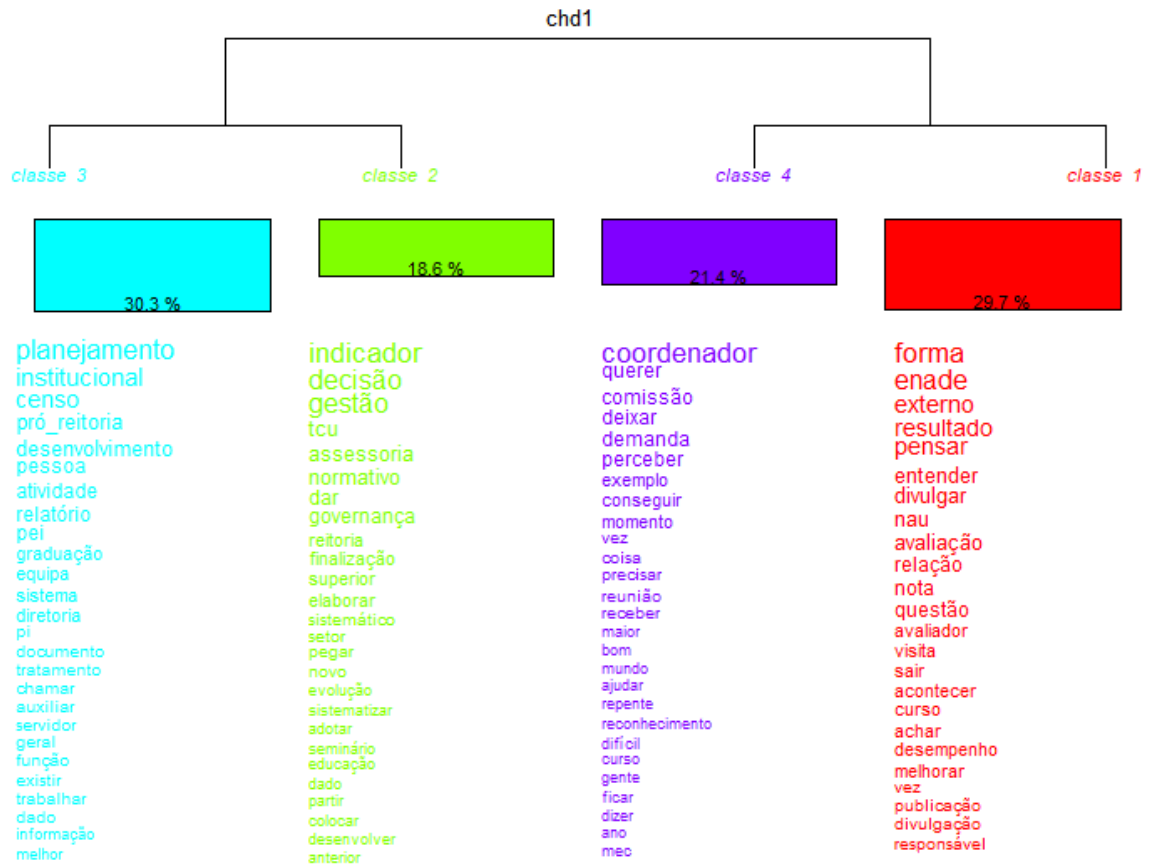 chd1
classe 3
classe 2
classe 4
classe 1
30.3 %
18.6 %
21.4 %
29.7 %
planejamento
institucional
censo
pró_reitoria
desenvolvimento
pessoa
atividade
relatório
pei
graduação
equipa
sistema
diretoria
pi
documento
tratamento
chamar
auxiliar
servidor
geral
função
existir
trabalhar
dado
informação
melhor
indicador
decisão
gestão
tcu
assessoria
normativo
dar
governança
reitoria
finalização
superior
elaborar
sistemático
setor
pegar
novo
evolução
sistematizar
adotar
seminário
educação
dado
partir
colocar
desenvolver
anterior
coordenador
querer
comissão
deixar
demanda
perceber
exemplo
conseguir
momento
vez
coisa
precisar
reunião
receber
maior
bom
mundo
ajudar
repente
reconhecimento
difícil
curso
gente
ficar
dizer
ano
mec
forma
enade
externo
resultado
pensar
entender
divulgar
nau
avaliação
relação
nota
questão
avaliador
visita
sair
acontecer
curso
achar
desempenho
melhorar
vez
publicação
divulgação
responsável